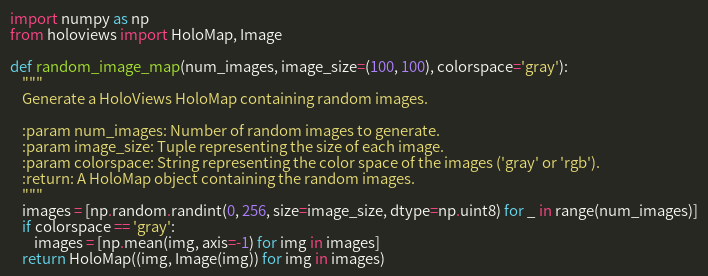 import numpy as np
from holoviews import HoloMap, Image

def random_image_map(num_images, image_size=(100, 100), colorspace='gray'):
    """
    Generate a HoloViews HoloMap containing random images.

    :param num_images: Number of random images to generate.
    :param image_size: Tuple representing the size of each image.
    :param colorspace: String representing the color space of the images ('gray' or 'rgb').
    :return: A HoloMap object containing the random images.
    """
    images = [np.random.randint(0, 256, size=image_size, dtype=np.uint8) for _ in range(num_images)]
    if colorspace == 'gray':
        images = [np.mean(img, axis=-1) for img in images]
    return HoloMap((img, Image(img)) for img in images)